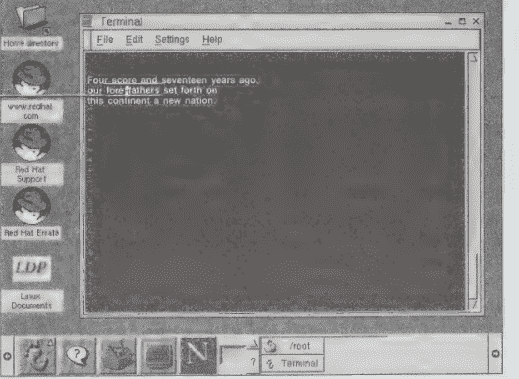 Terminal
File Edit Settings Help
Home directory
Four score and seventeen years ago,
our forefathers set forth on
this continent a new nation.
www.redhat
com
Red Hat
Support
Red Hat Errata
LDP
Linux
Documents
N
?
/root
Terminal